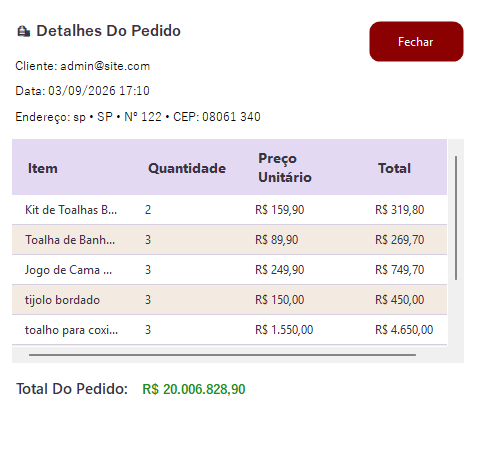 Detalhes Do Pedido
Fechar
Cliente: admin@site.com
Data: 03/09/2026 17:10
Endereço: sp • SP • Nº 122 • CEP: 08061 340
Item Quantidade Preço Unitário Total
Kit de Toalhas B... 2 R$ 159,90 R$ 319,80
Toalha de Banh... 3 R$ 89,90 R$ 269,70
Jogo de Cama ... 3 R$ 249,90 R$ 749,70
tijolo bordado 3 R$ 150,00 R$ 450,00
toalho para coxi... 3 R$ 1.550,00 R$ 4.650,00
Total Do Pedido: R$ 20.006.828,90